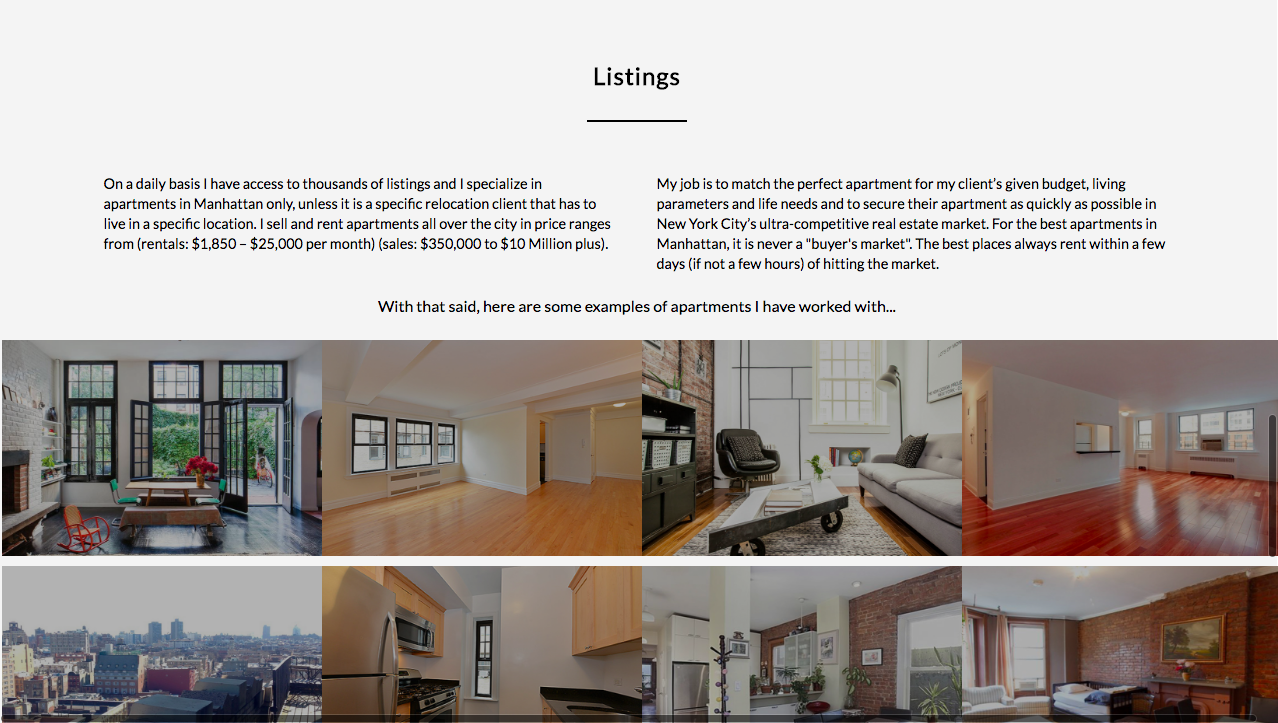 Listings
On a daily basis I have access to thousands of listings and I specialize in
apartments in Manhattan only, unless it is a specific relocation client that has to
live in a specific location. I sell and rent apartments all over the city in price ranges
from (rentals: $1,850 – $25,000 per month) (sales: $350,000 to $10 Million plus).
My job is to match the perfect apartment for my client’s given budget, living
parameters and life needs and to secure their apartment as quickly as possible in
New York City’s ultra-competitive real estate market. For the best apartments in
Manhattan, it is never a "buyer's market". The best places always rent within a few
days (if not a few hours) of hitting the market.
With that said, here are some examples of apartments I have worked with...